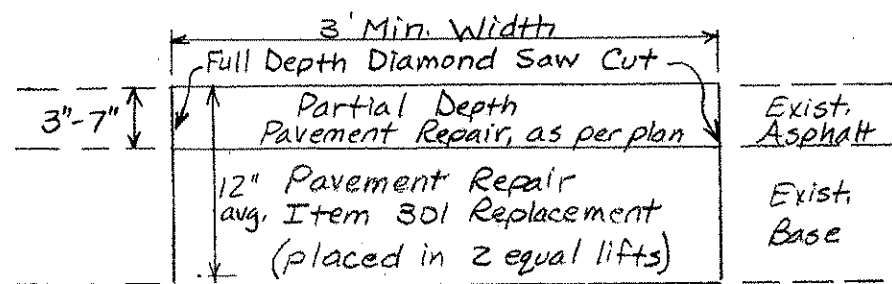 3' Min. Width
Full Depth Diamond Saw Cut
3"-7"
Partial Depth
Pavement Repair, as per plan
Exist.
Asphalt
12"
avg.
Pavement Repair
Item 301 Replacement
(placed in 2 equal lifts)
Exist.
Base